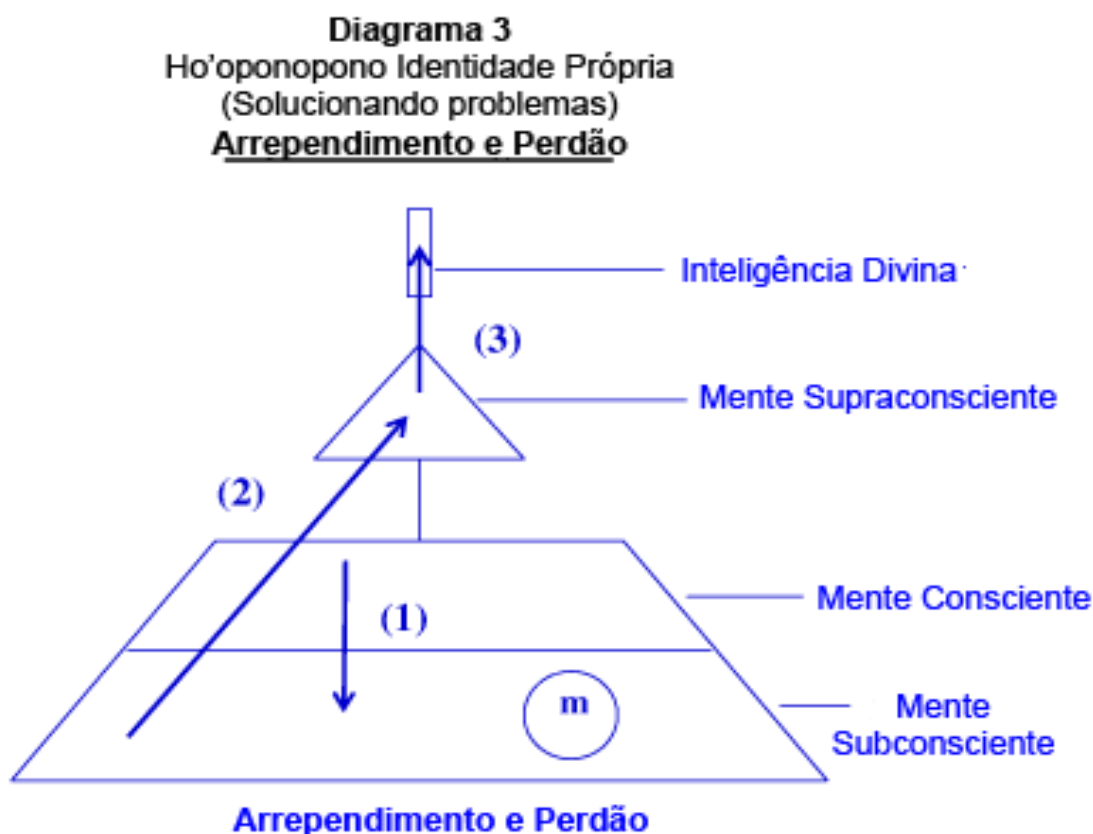 Diagrama 3
Ho'oponopono Identidade Própria
(Solucionando problemas)
Arrependimento e Perdão
Inteligência Divina
(3)
Mente Supraconsciente
(2)
Mente Consciente
(1)
m
Mente
Subconsciente
Arrependimento e Perdão